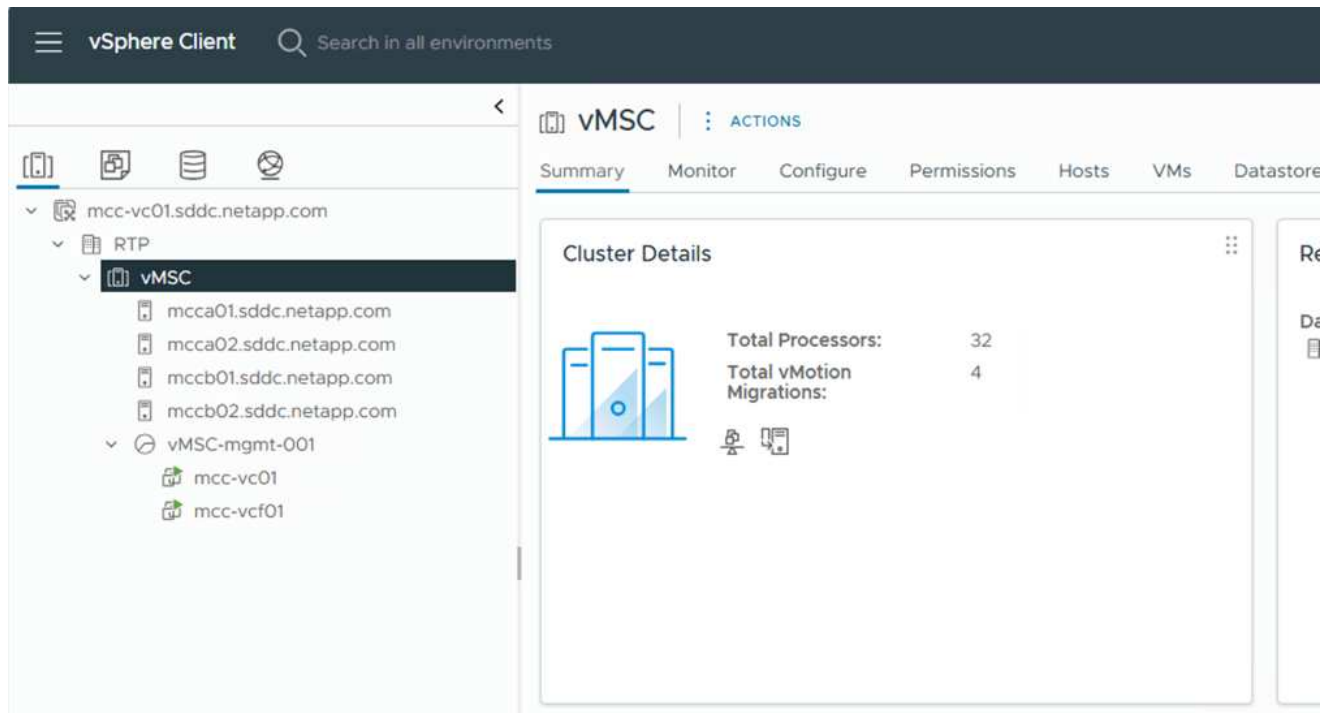 vSphere Client
Search in all environments
vMSC
ACTIONS
Summary Monitor Configure Permissions Hosts VMs Datastore
mcc-vc01.sddc.netapp.com
RTP
vMSC
mcca01.sddc.netapp.com
mcca02.sddc.netapp.com
mccb01.sddc.netapp.com
mccb02.sddc.netapp.com
vMSC-mgmt-001
mcc-vc01
mcc-vcf01
Cluster Details
Total Processors: 32
Total vMotion 4
Migrations:
Re
Da